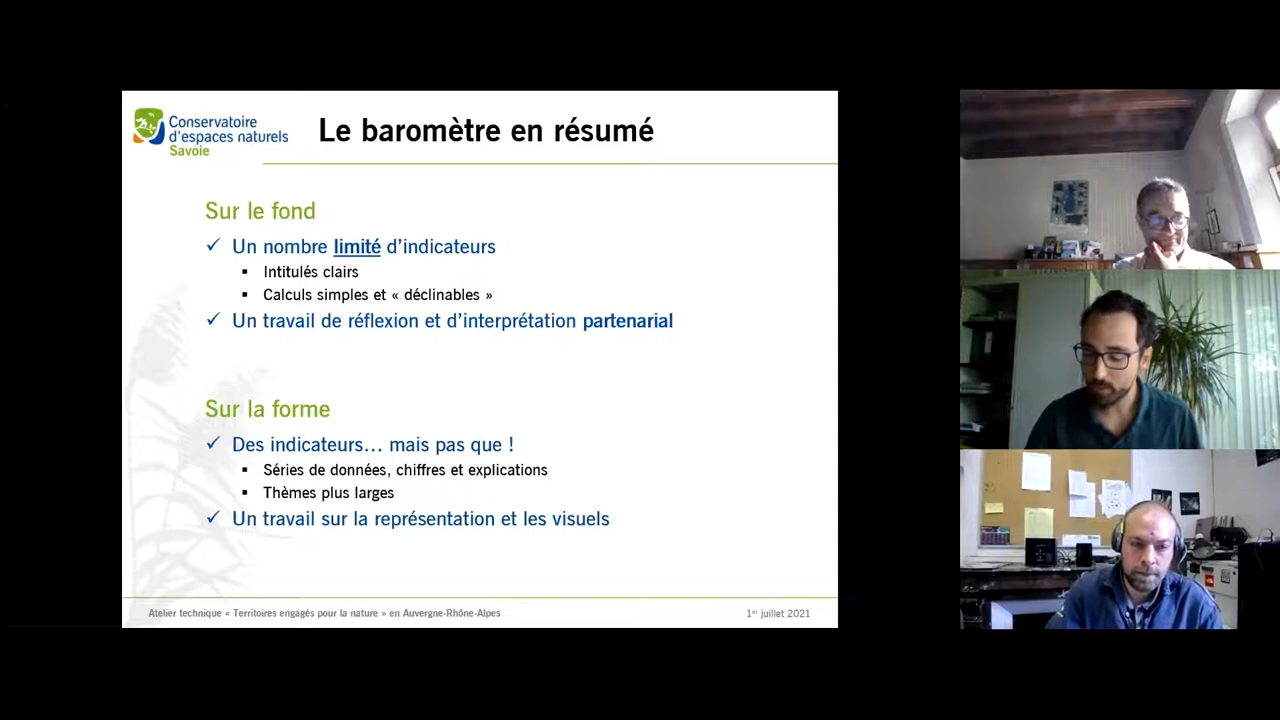 Conservatoire
d'espaces naturels
Savoie
Le baromètre en résumé
Sur le fond
✓ Un nombre limité d'indicateurs
▪ Intitulés clairs
▪ Calculs simples et « déclinables »
✓ Un travail de réflexion et d'interprétation partenarial
Sur la forme
✓ Des indicateurs… mais pas que !
▪ Séries de données, chiffres et explications
▪ Thèmes plus larges
✓ Un travail sur la représentation et les visuels
Atelier technique « Territoires engagés pour la nature » en Auvergne-Rhône-Alpes
1er juillet 2021